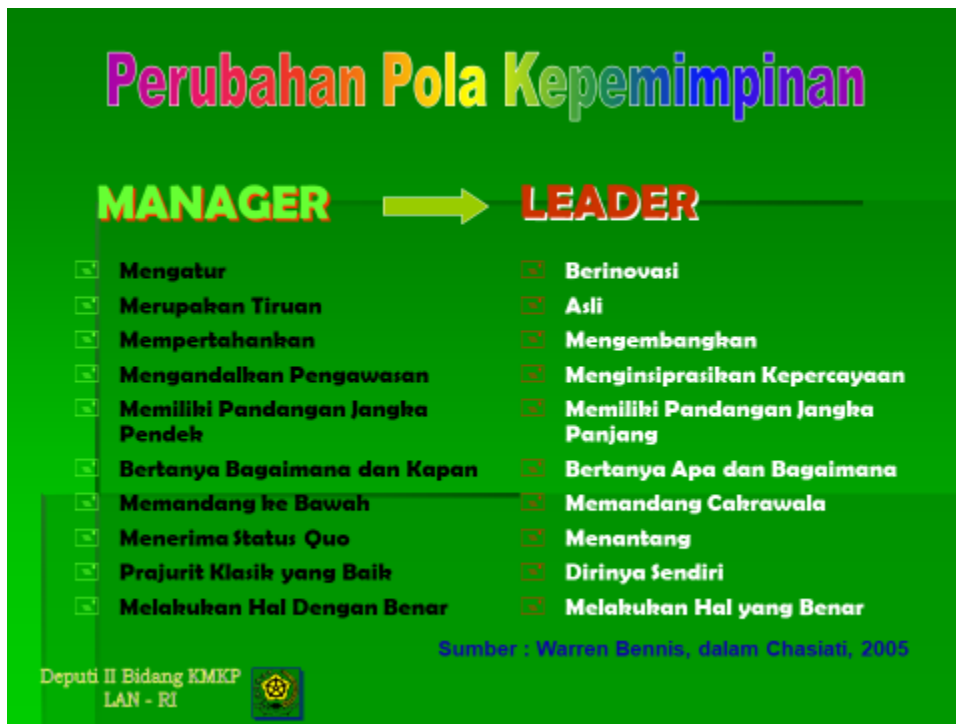 Perubahan Pola Kepemimpinan
MANAGER
Mengatur
Merupakan Tiruan
Mempertahankan
Mengandalkan Pengawasan
Memiliki Pandangan Jangka
Pendek
Bertanya Bagaimana dan Kapan
Memandang ke Bawah
Menerima Status Quo
Prajurit Klasik yang Baik
Melakukan Hal Dengan Benar
LEADER
Berinovasi
Asli
Mengembangkan
Menginsiprasikan Kepercayaan
Memiliki Pandangan Jangka
Panjang
Bertanya Apa dan Bagaimana
Memandang Cakrawala
Menantang
Dirinya Sendiri
Melakukan Hal yang Benar
Sumber : Warren Bennis, dalam Chasiati, 2005
Deputi II Bidang KMKP
LAN - RI